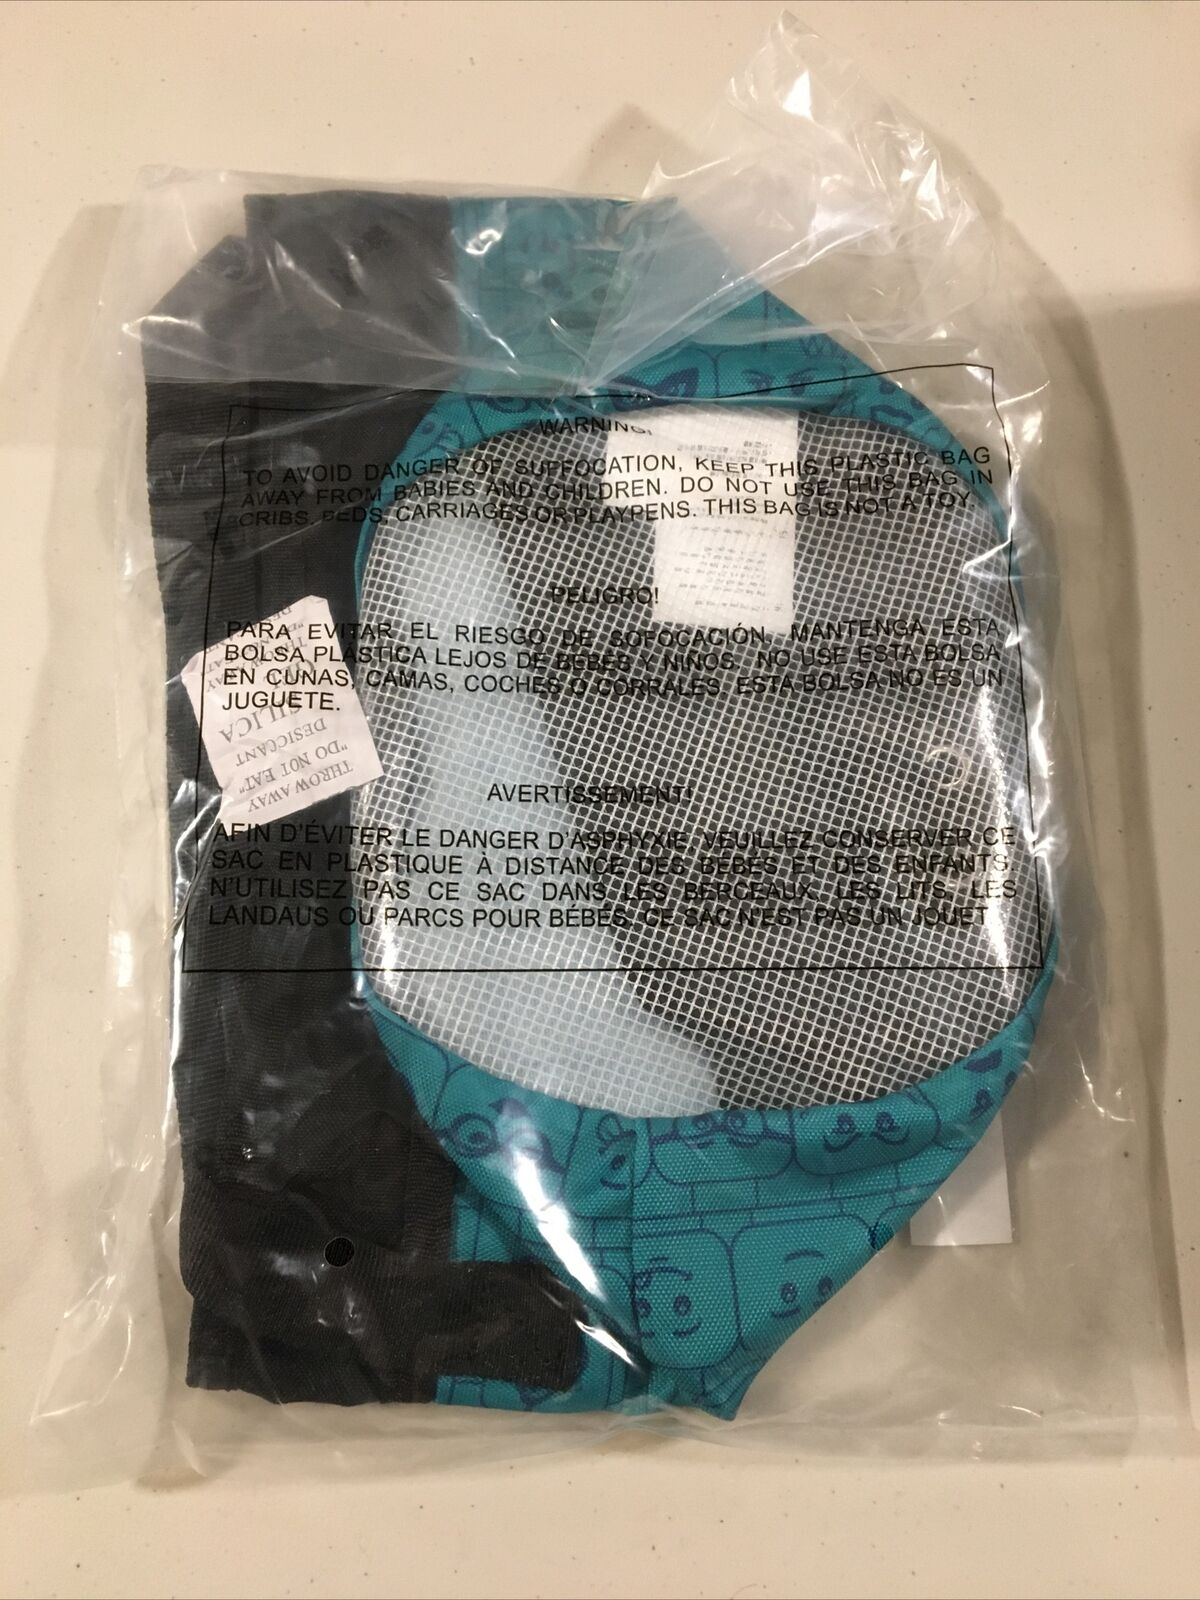 WARNING!
TO AVOID DANGER OF SUFFOCATION, KEEP THIS PLASTIC BAG
AWAY FROM BABIES AND CHILDREN. DO NOT USE THIS BAG IN
CRIBS. BEDS, CARRIAGES OR PLAYPENS. THIS BAG IS NOT A TOY.
PELIGRO!
PARA EVITAR EL RIESGO DE SOFOCACIÓN, MANTENGA ESTA
BOLSA PLÁSTICA LEJOS DE BEBÉS Y NIÑOS. NO USE ESTA BOLSA
EN CUNAS, CAMAS, COCHES O CORRALES. ESTA BOLSA NO ES UN
JUGUETE.
AVERTISSEMENT!
AFIN D'ÉVITER LE DANGER D'ASPHYXIE, VEUILLEZ CONSERVER CE
SAC EN PLASTIQUE À DISTANCE DES BÉBÉS ET DES ENFANTS.
N'UTILISEZ PAS CE SAC DANS LES BERCEAUX, LES LITS, LES
LANDAUS OU PARCS POUR BÉBÉS. CE SAC N'EST PAS UN JOUET
THROW AWAY
"DO NOT EAT"
DESICCANT
SILICA